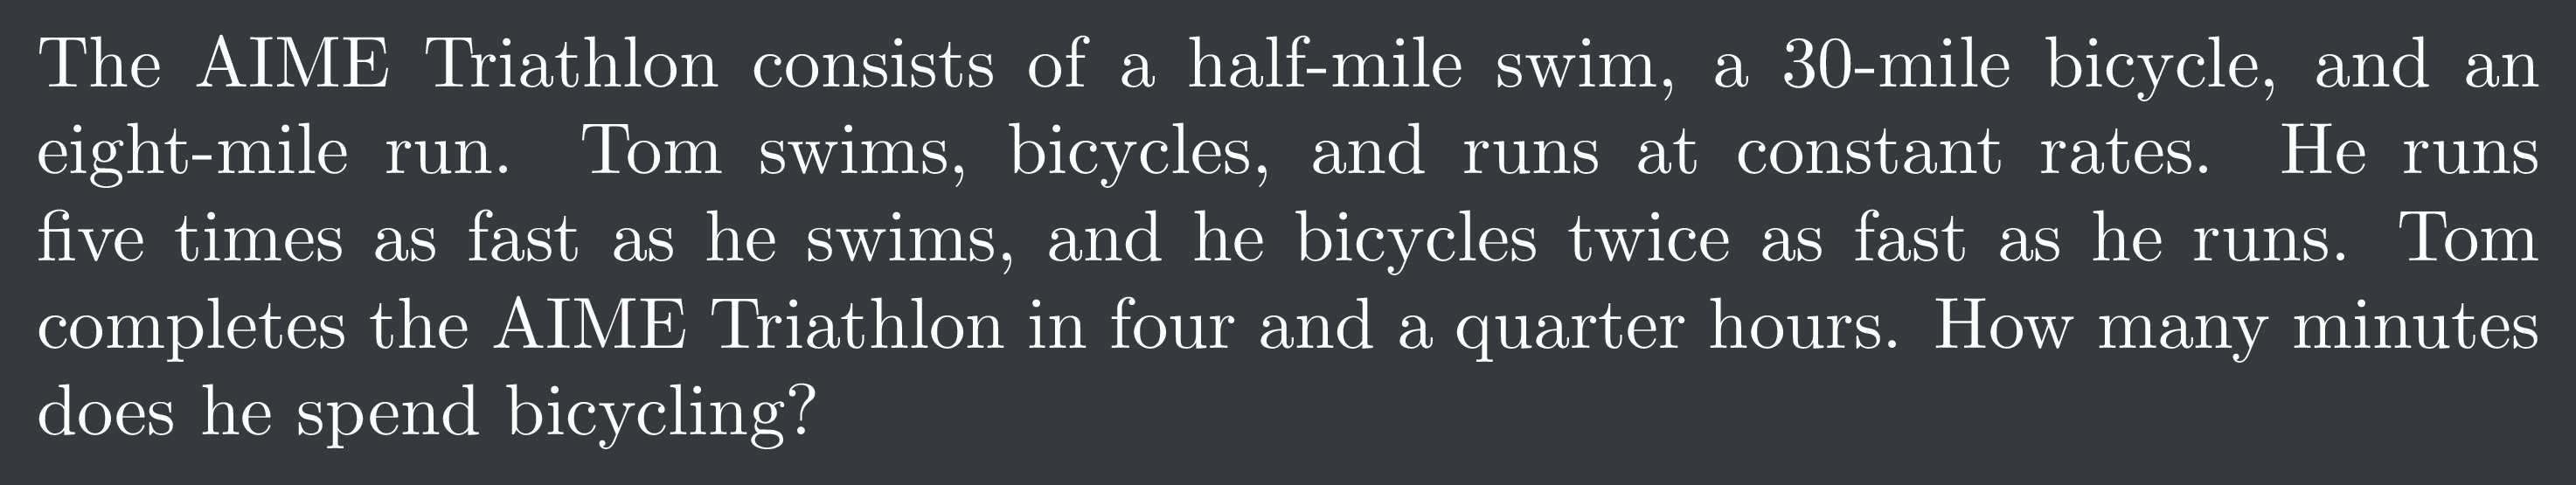 The AIME Triathlon consists of a half-mile swim, a 30-mile bicycle, and an
eight-mile run. Tom swims, bicycles, and runs at constant rates. He runs
five times as fast as he swims, and he bicycles twice as fast as he runs. Tom
completes the AIME Triathlon in four and a quarter hours. How many minutes
does he spend bicycling?